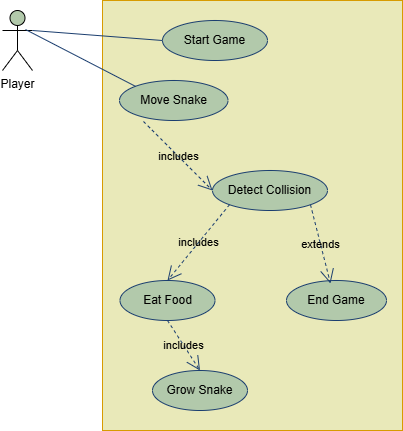 Start Game
Player
Move Snake
includes
Detect Collision
includes
extends
Eat Food
End Game
includes
Grow Snake